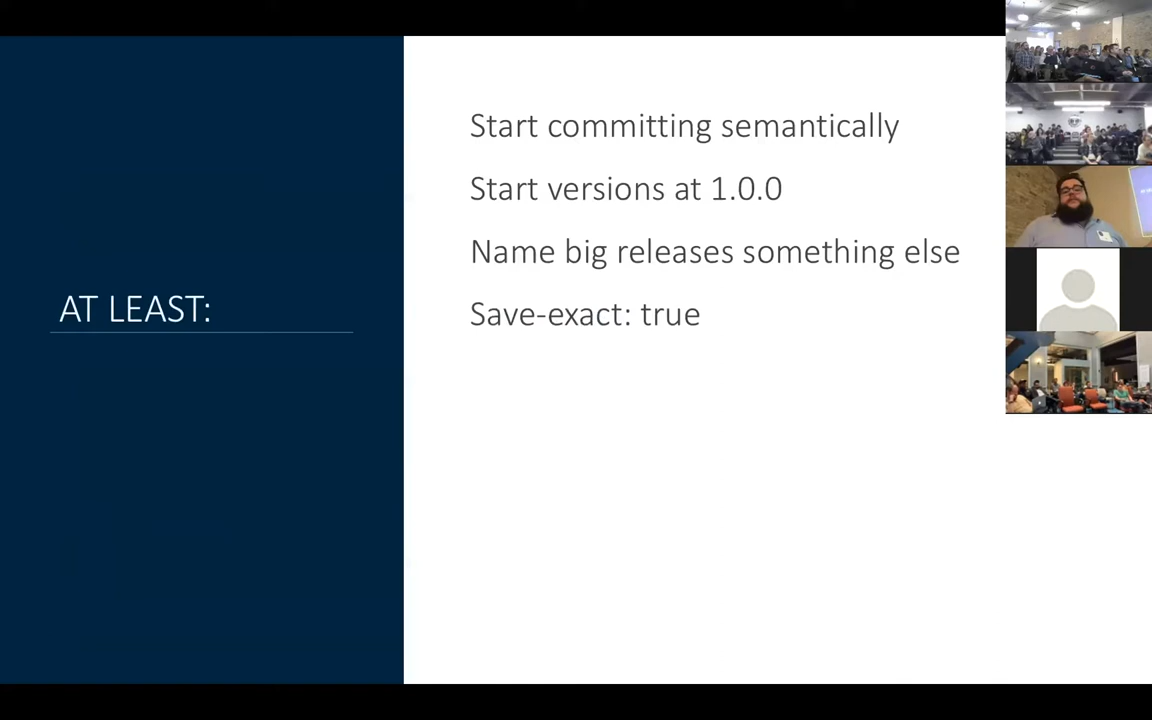 AT LEAST:
Start committing semantically
Start versions at 1.0.0
Name big releases something else
Save-exact: true